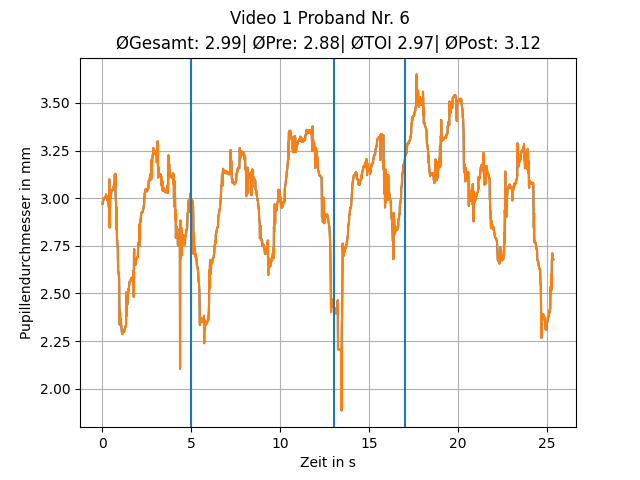 Video 1 Proband Nr. 6
ØGesamt: 2.99| ØPre: 2.88| ØTOI 2.97| ØPost: 3.12
Pupillendurchmesser in mm
3.50
3.25
3.00
2.75
2.50
2.25
2.00
0 5 10 15 20 25
Zeit in s